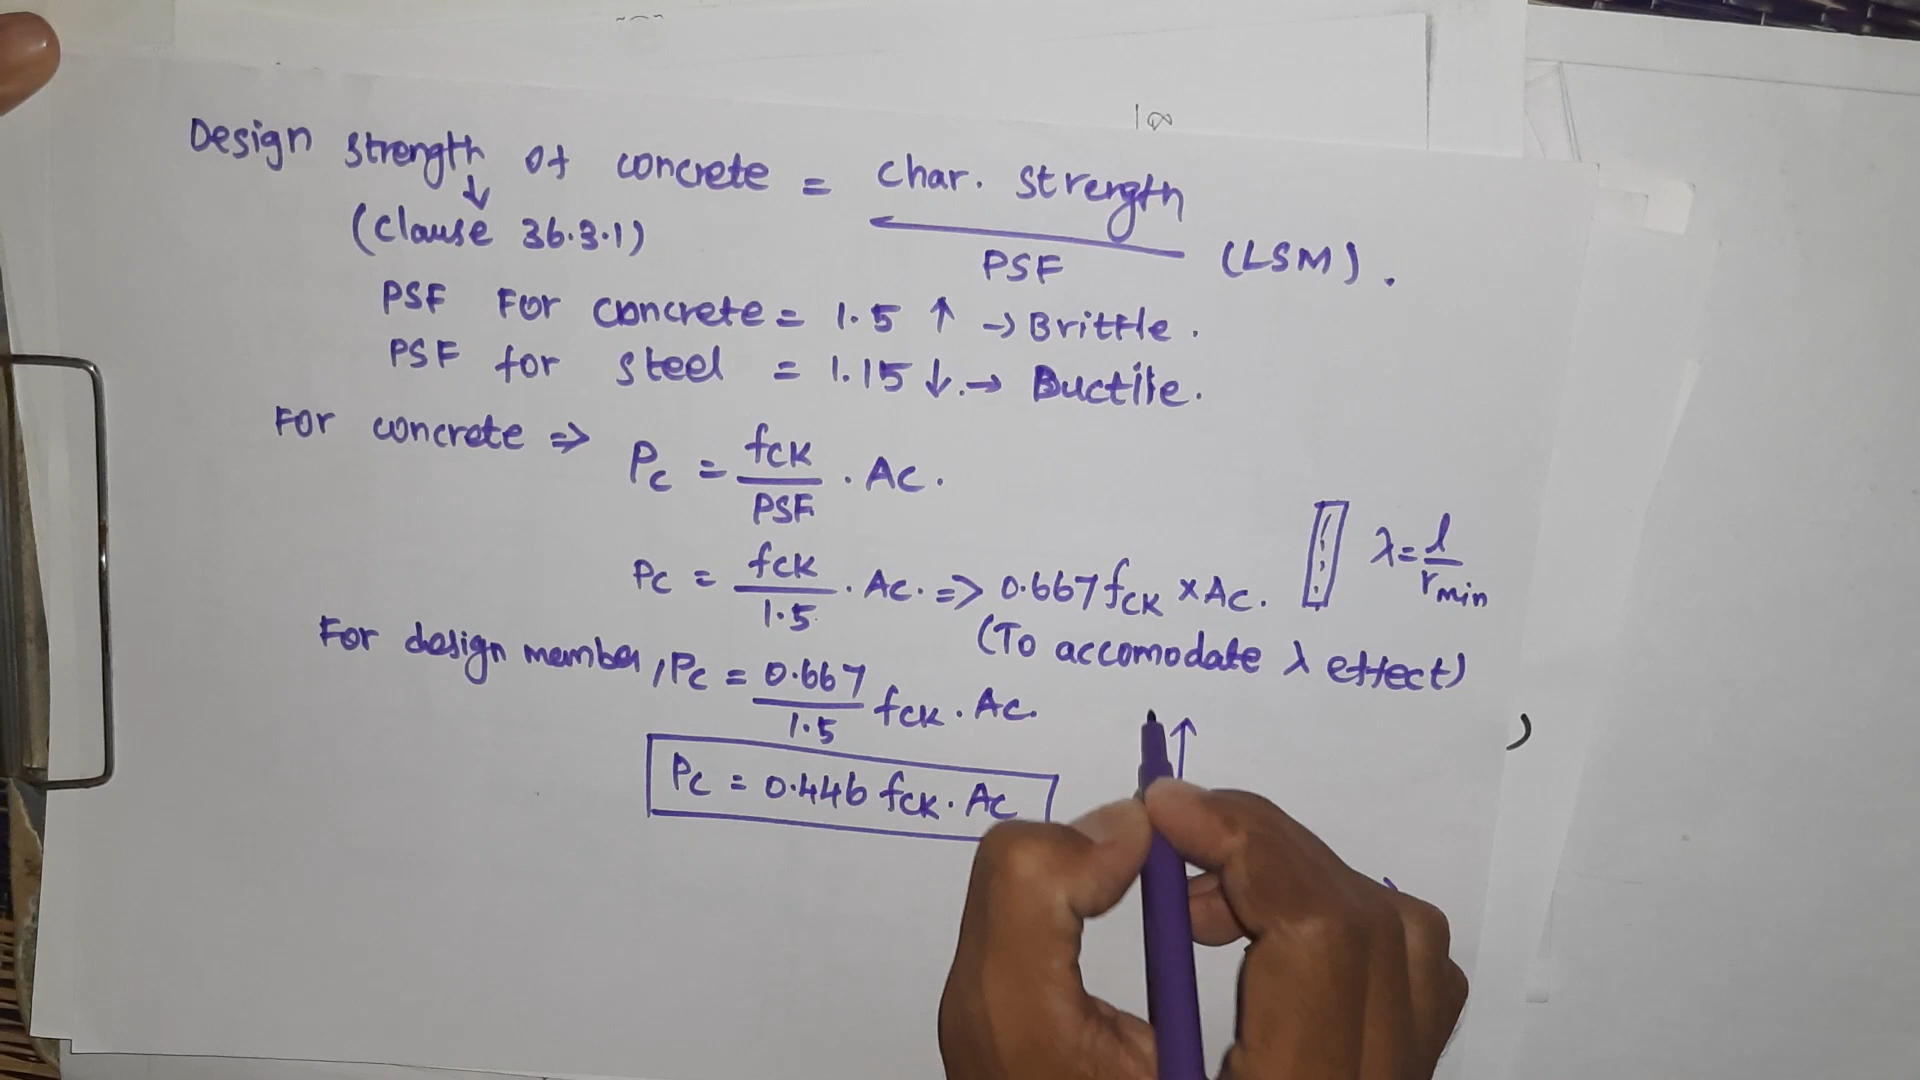 Design strength of concrete = char. strength
PSF (LSM).
↓
(clause 36.3.1)
PSF For concrete = 1.5 ↑ → Brittle.
PSF for steel = 1.15 ↓. → Ductile.
For concrete ⇒ Pc = fck / PSF . Ac.
Pc = fck / 1.5 . Ac. ⇒ 0.667 fck × Ac.
λ = l / rmin
(To accomodate λ effect)
For design member, Pc = 0.667 / 1.5 fck . Ac.
Pc = 0.446 fck . Ac